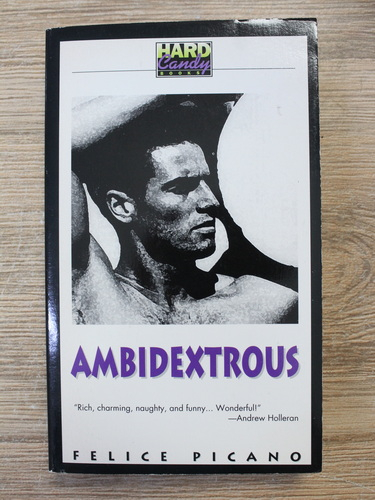 HARD
Candy
BOOKS
AMBIDEXTROUS
"Rich, charming, naughty, and funny... Wonderful!"
—Andrew Holleran
FELICE PICANO